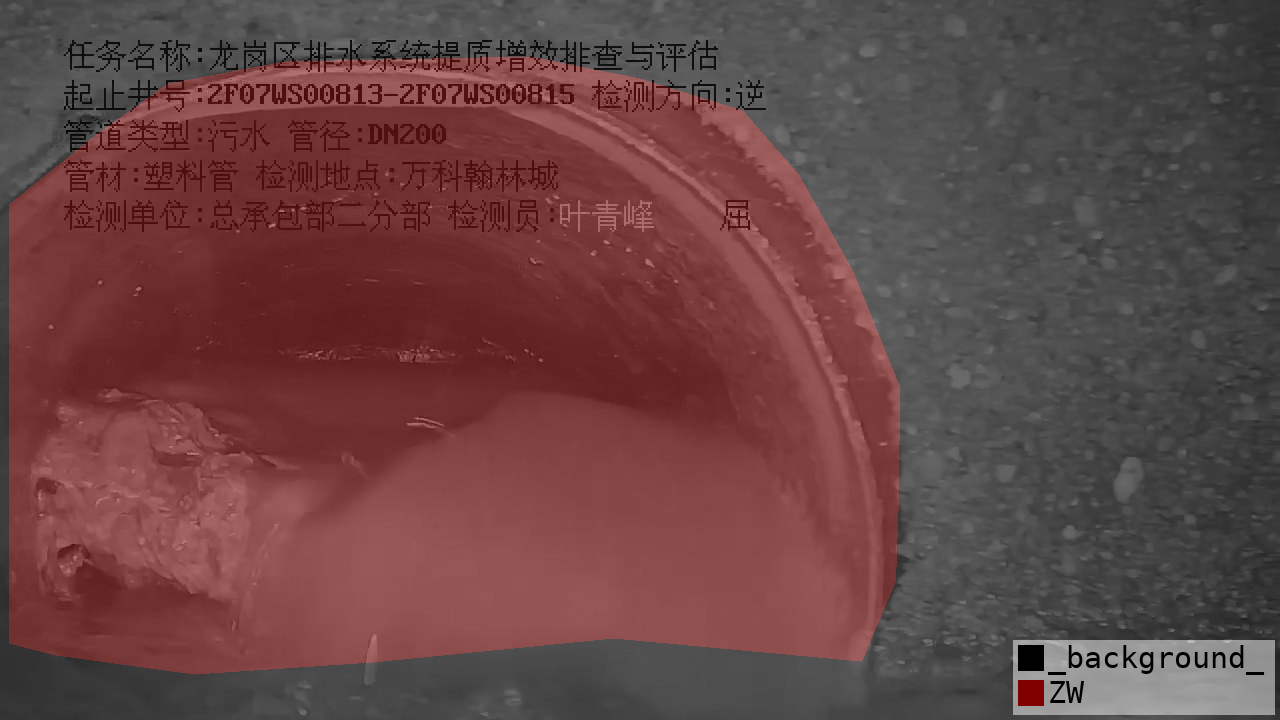 任务名称:龙岗区排水系统提质增效排查与评估
起止井号:ZF07WS00813-ZF07WS00815 检测方向:逆
管道类型:污水 管径:DN200
管材:塑料管 检测地点:万科翰林城
检测单位:总承包部二分部 检测员:叶青峰 屈
_background_
ZW